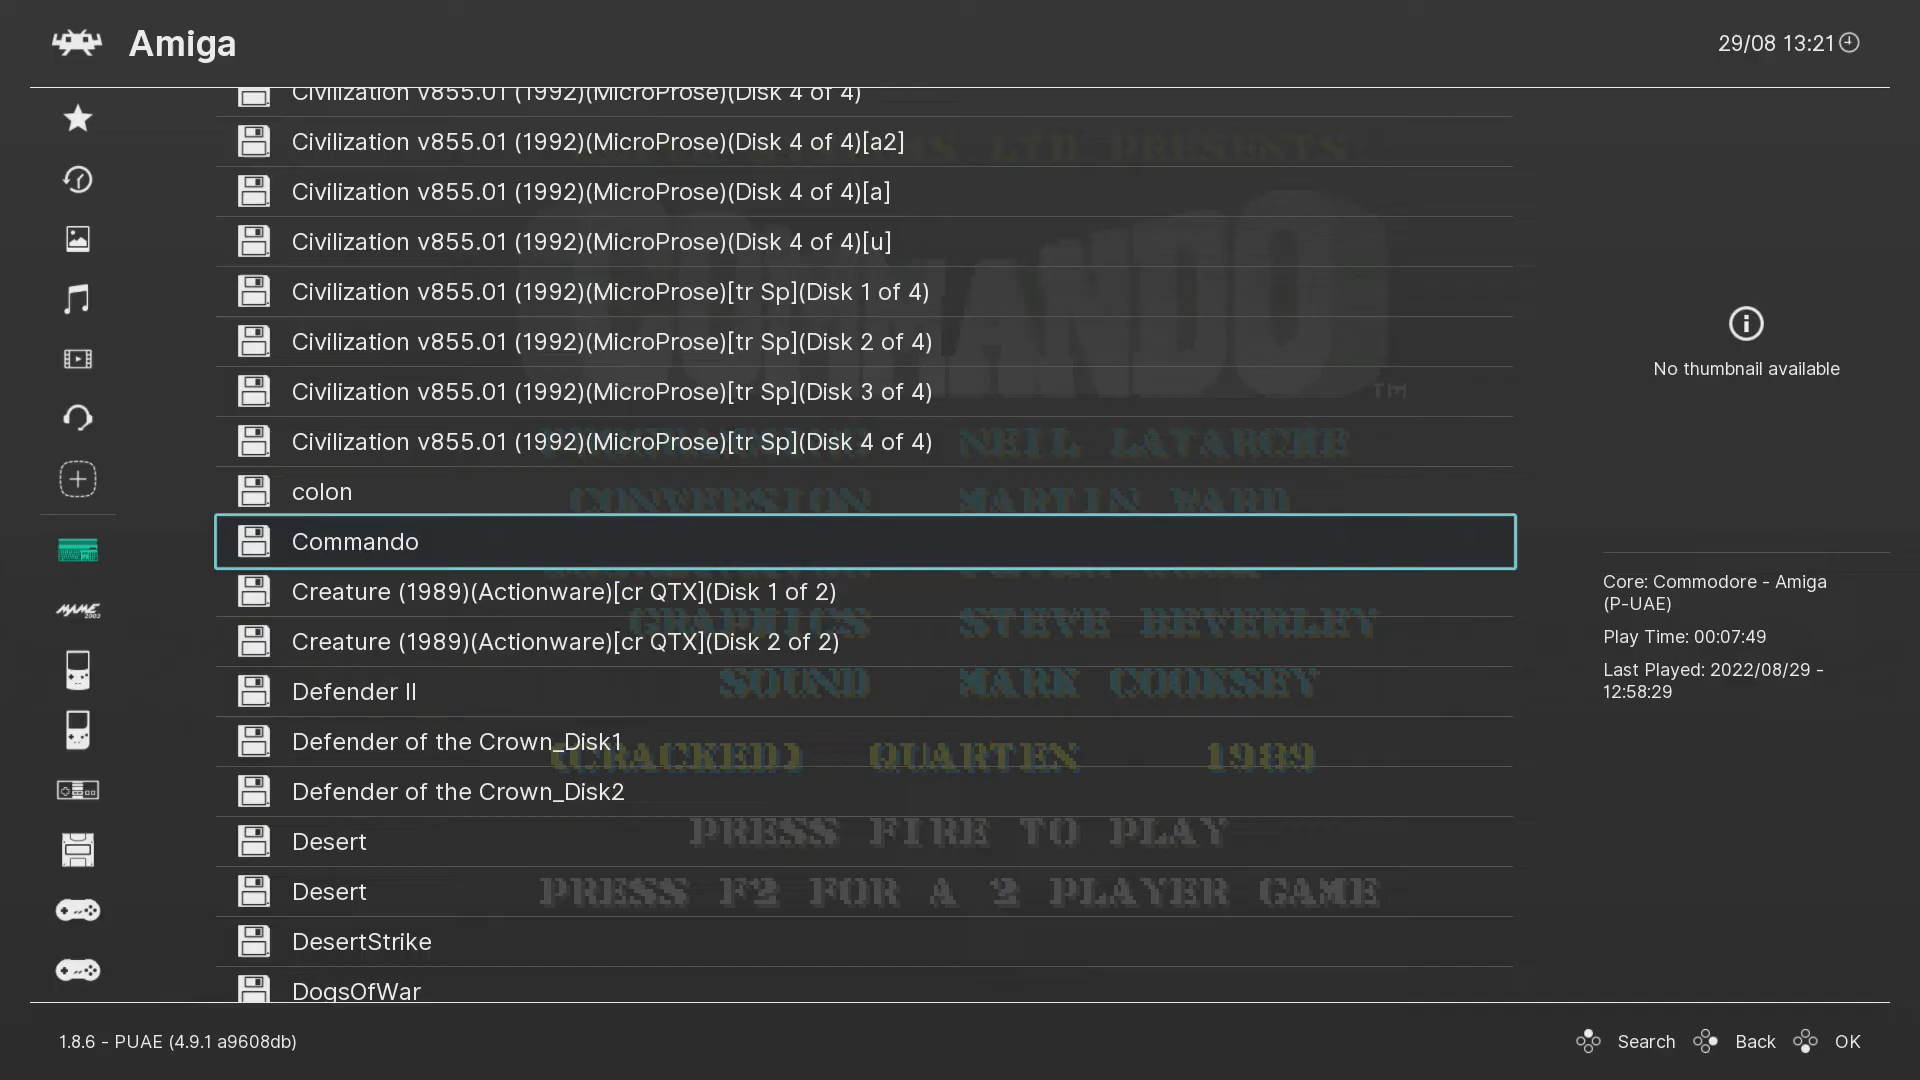 Amiga
29/08 13:21
Civilization v855.01 (1992)(MicroProse)(Disk 4 of 4)
Civilization v855.01 (1992)(MicroProse)(Disk 4 of 4)[a2]
LTD PRESENTS
Civilization v855.01 (1992)(MicroProse)(Disk 4 of 4)[a]
Civilization v855.01 (1992)(MicroProse)(Disk 4 of 4)[u]
COMMANDO
TM
Civilization v855.01 (1992)(MicroProse)[tr Sp](Disk 1 of 4)
Civilization v855.01 (1992)(MicroProse)[tr Sp](Disk 2 of 4)
Civilization v855.01 (1992)(MicroProse)[tr Sp](Disk 3 of 4)
Civilization v855.01 (1992)(MicroProse)[tr Sp](Disk 4 of 4)
NEIL LATARCHE
colon
CONVERSION MARTIN WARD
Commando
Creature (1989)(Actionware)[cr QTX](Disk 1 of 2)
GRAPHICS STEVE BEVERLEY
Creature (1989)(Actionware)[cr QTX](Disk 2 of 2)
Defender II
SOUND MARK COOKSEY
Defender of the Crown_Disk1
(CRACKED) QUARTEX 1989
Defender of the Crown_Disk2
Desert
PRESS FIRE TO PLAY
Desert
PRESS F2 FOR A 2 PLAYER GAME
DesertStrike
DogsOfWar
No thumbnail available
Core: Commodore - Amiga
(P-UAE)
Play Time: 00:07:49
Last Played: 2022/08/29 -
12:58:29
MAME
2003
1.8.6 - PUAE (4.9.1 a9608db)
Search Back OK